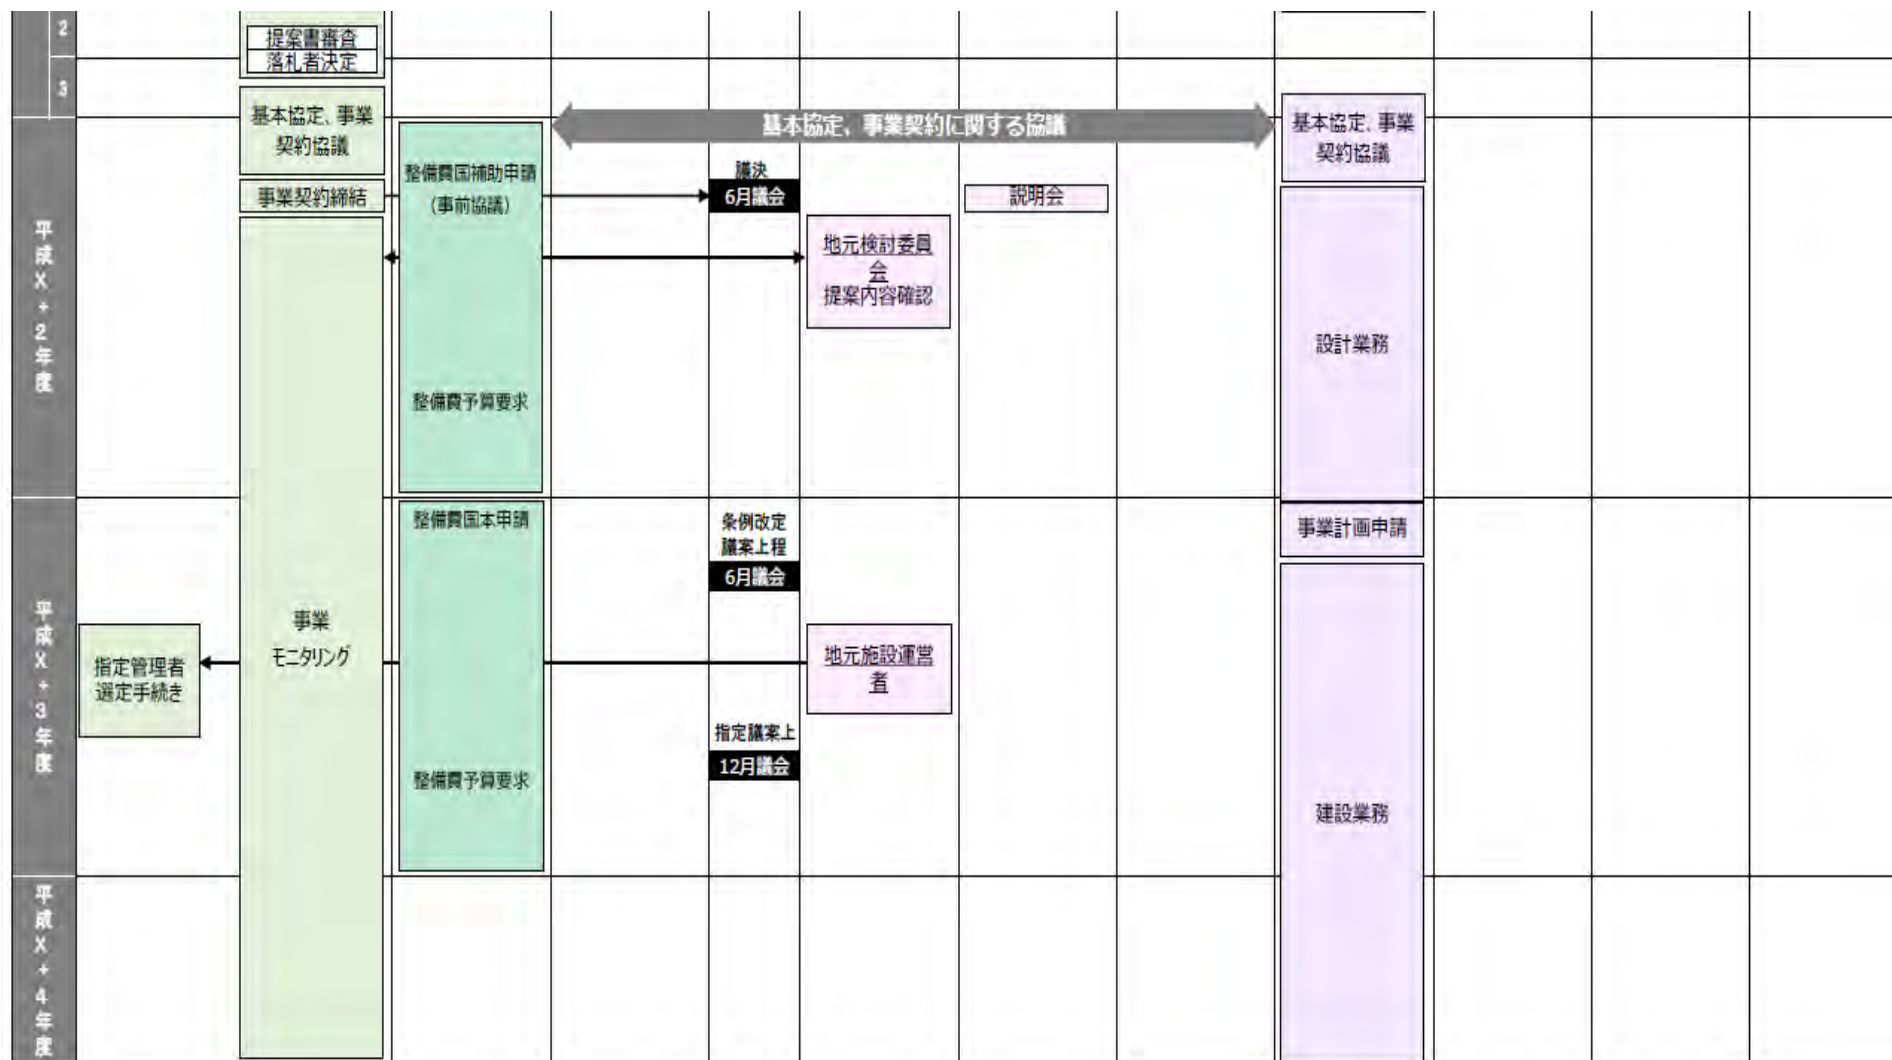 2
提案書審査
落札者決定
3
基本協定、事業
契約協議
基本協定、事業契約に関する協議
基本協定、事業
契約協議
平成X+2年度
整備費国補助申請
(事前協議)
事業契約締結
議決
6月議会
説明会
地元検討委員
会
提案内容確認
設計業務
整備費予算要求
平成X+3年度
整備費国本申請
条例改定
議案上程
6月議会
事業計画申請
事業
モニタリング
指定管理者
選定手続き
地元施設運営
者
指定議案上
12月議会
整備費予算要求
建設業務
平成X+4年度